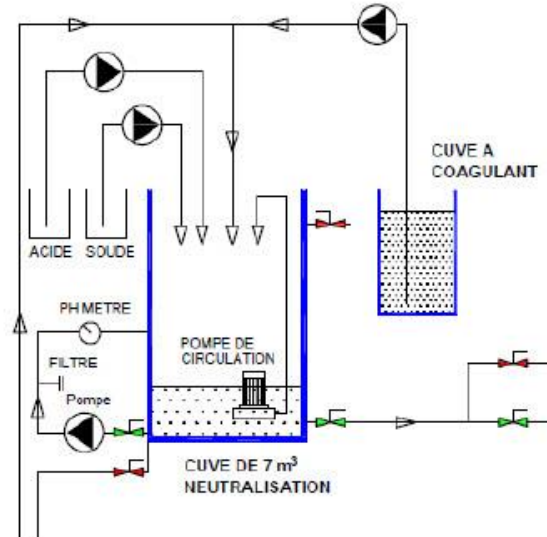 CUVE A
COAGULANT
ACIDE
SOUDE
PH METRE
FILTRE
Pompe
POMPE DE
CIRCULATION
CUVE DE 7 m³
NEUTRALISATION